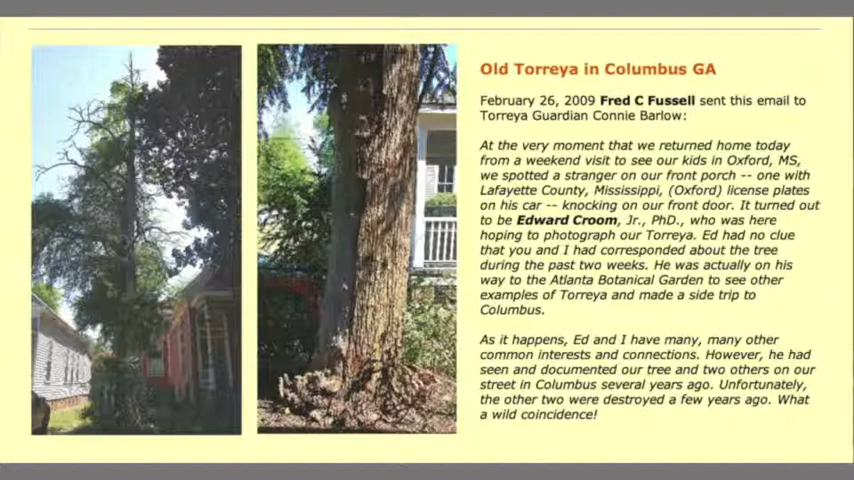 Old Torreya in Columbus GA
February 26, 2009 Fred C Fussell sent this email to
Torreya Guardian Connie Barlow:
At the very moment that we returned home today
from a weekend visit to see our kids in Oxford, MS,
we spotted a stranger on our front porch -- one with
Lafayette County, Mississippi, (Oxford) license plates
on his car -- knocking on our front door. It turned out
to be Edward Croom, Jr., PhD., who was here
hoping to photograph our Torreya. Ed had no clue
that you and I had corresponded about the tree
during the past two weeks. He was actually on his
way to the Atlanta Botanical Garden to see other
examples of Torreya and made a side trip to
Columbus.
As it happens, Ed and I have many, many other
common interests and connections. However, he had
seen and documented our tree and two others on our
street in Columbus several years ago. Unfortunately,
the other two were destroyed a few years ago. What
a wild coincidence!